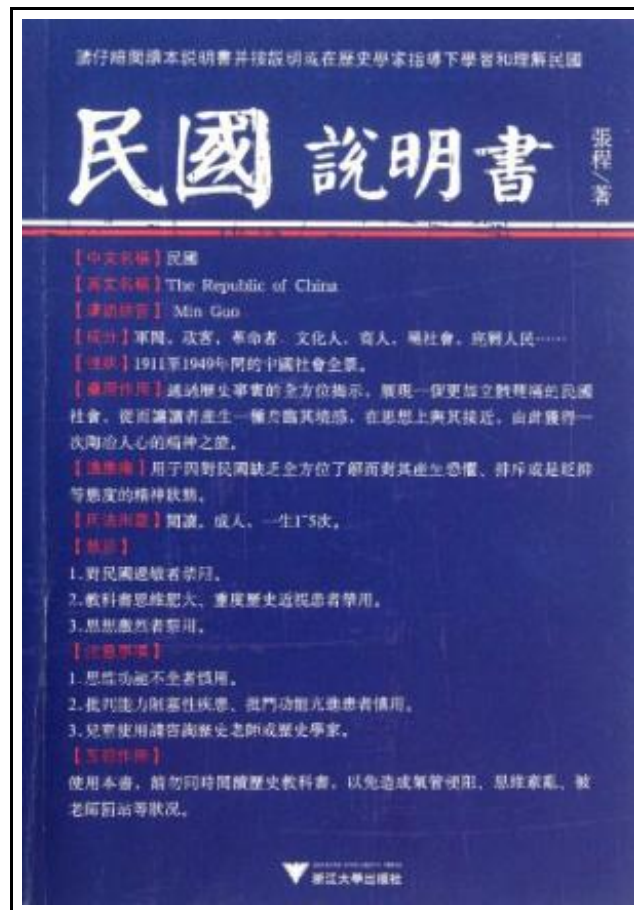 請仔細閱讀本説明書并按説明或在歷史學家指導下學習和理解民國
民國 説明書
張程/著
【中文名稱】民國
【英文名稱】The Republic of China
【漢語拼音】Min Guo
【成分】軍閥、政客、革命者、文化人、商人、黑社會、底層人民……
【性狀】1911至1949年間的中國社會全景。
【藥理作用】通過歷史事實的全方位揭示，展現一個更加立體飛揚的民國
社會，從而讓讀者產生一種身臨其境感，在思想上與其接近，由此獲得一
次陶冶人心的精神之旅。
【適應癥】用于因對民國缺乏全方位了解而對其產生恐懼、排斥或是貶抑
等態度的精神狀態。
【用法用量】閱讀。成人，一生1~5次。
【禁忌】
1.對民國過敏者禁用。
2.教科書思維肥大、重度歷史近視患者禁用。
3.思想麻然者禁用。
【注意事項】
1.思維功能不全者慎用。
2.批判能力阻塞性疾患、批鬥功能亢進患者慎用。
3.兒童使用請咨詢歷史老師或歷史學家。
【互相作用】
使用本書，請勿同時閱讀歷史教科書，以免造成氣管梗阻、思維紊亂、被
老師罰站等狀況。
浙江大學出版社